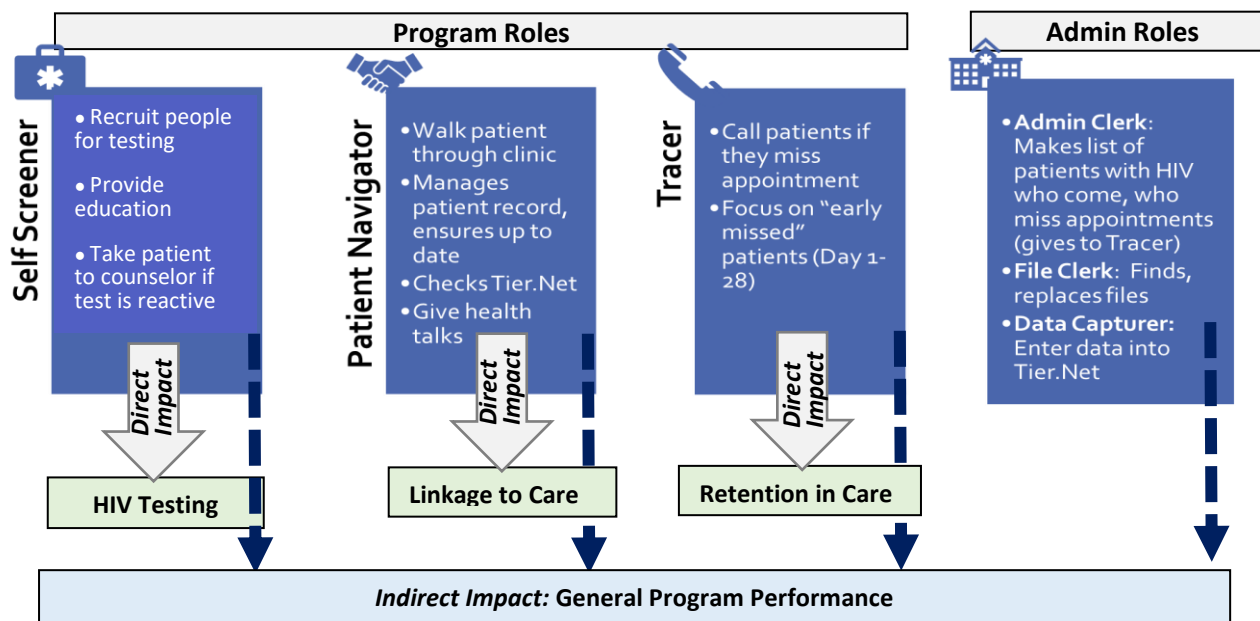 Program Roles
Admin Roles
Self Screener
● Recruit people
for testing
● Provide
education
● Take patient
to counselor if
test is reactive
Patient Navigator
•Walk patient
through clinic
•Manages
patient record,
ensures up to
date
•Checks Tier.Net
•Give health
talks
Tracer
•Call patients if
they miss
appointment
•Focus on “early
missed”
patients (Day 1-
28)
•Admin Clerk:
Makes list of
patients with HIV
who come, who
miss appointments
(gives to Tracer)
•File Clerk: Finds,
replaces files
•Data Capturer:
Enter data into
Tier.Net
Direct
Impact
Direct
Impact
Direct
Impact
HIV Testing
Linkage to Care
Retention in Care
Indirect Impact: General Program Performance